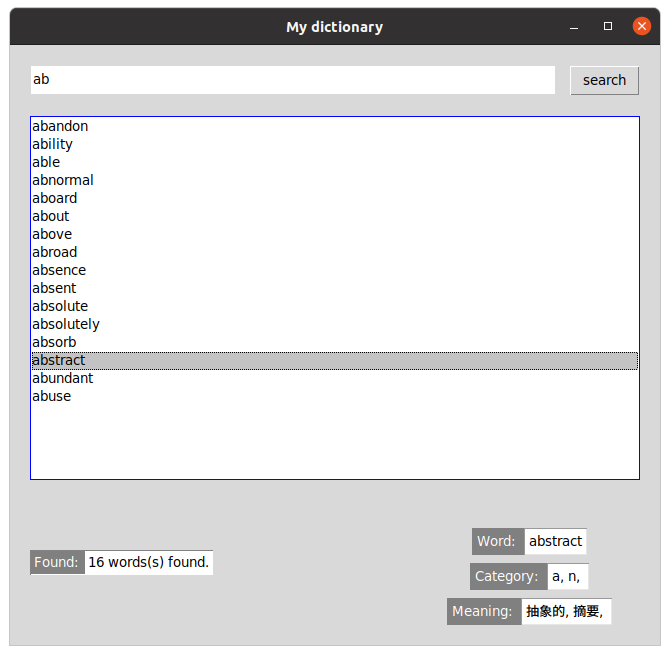 My dictionary
ab
search
abandon
ability
able
abnormal
aboard
about
above
abroad
absence
absent
absolute
absolutely
absorb
abstract
abundant
abuse
Found: 16 words(s) found.
Word: abstract
Category: a, n,
Meaning: 抽象的, 摘要,